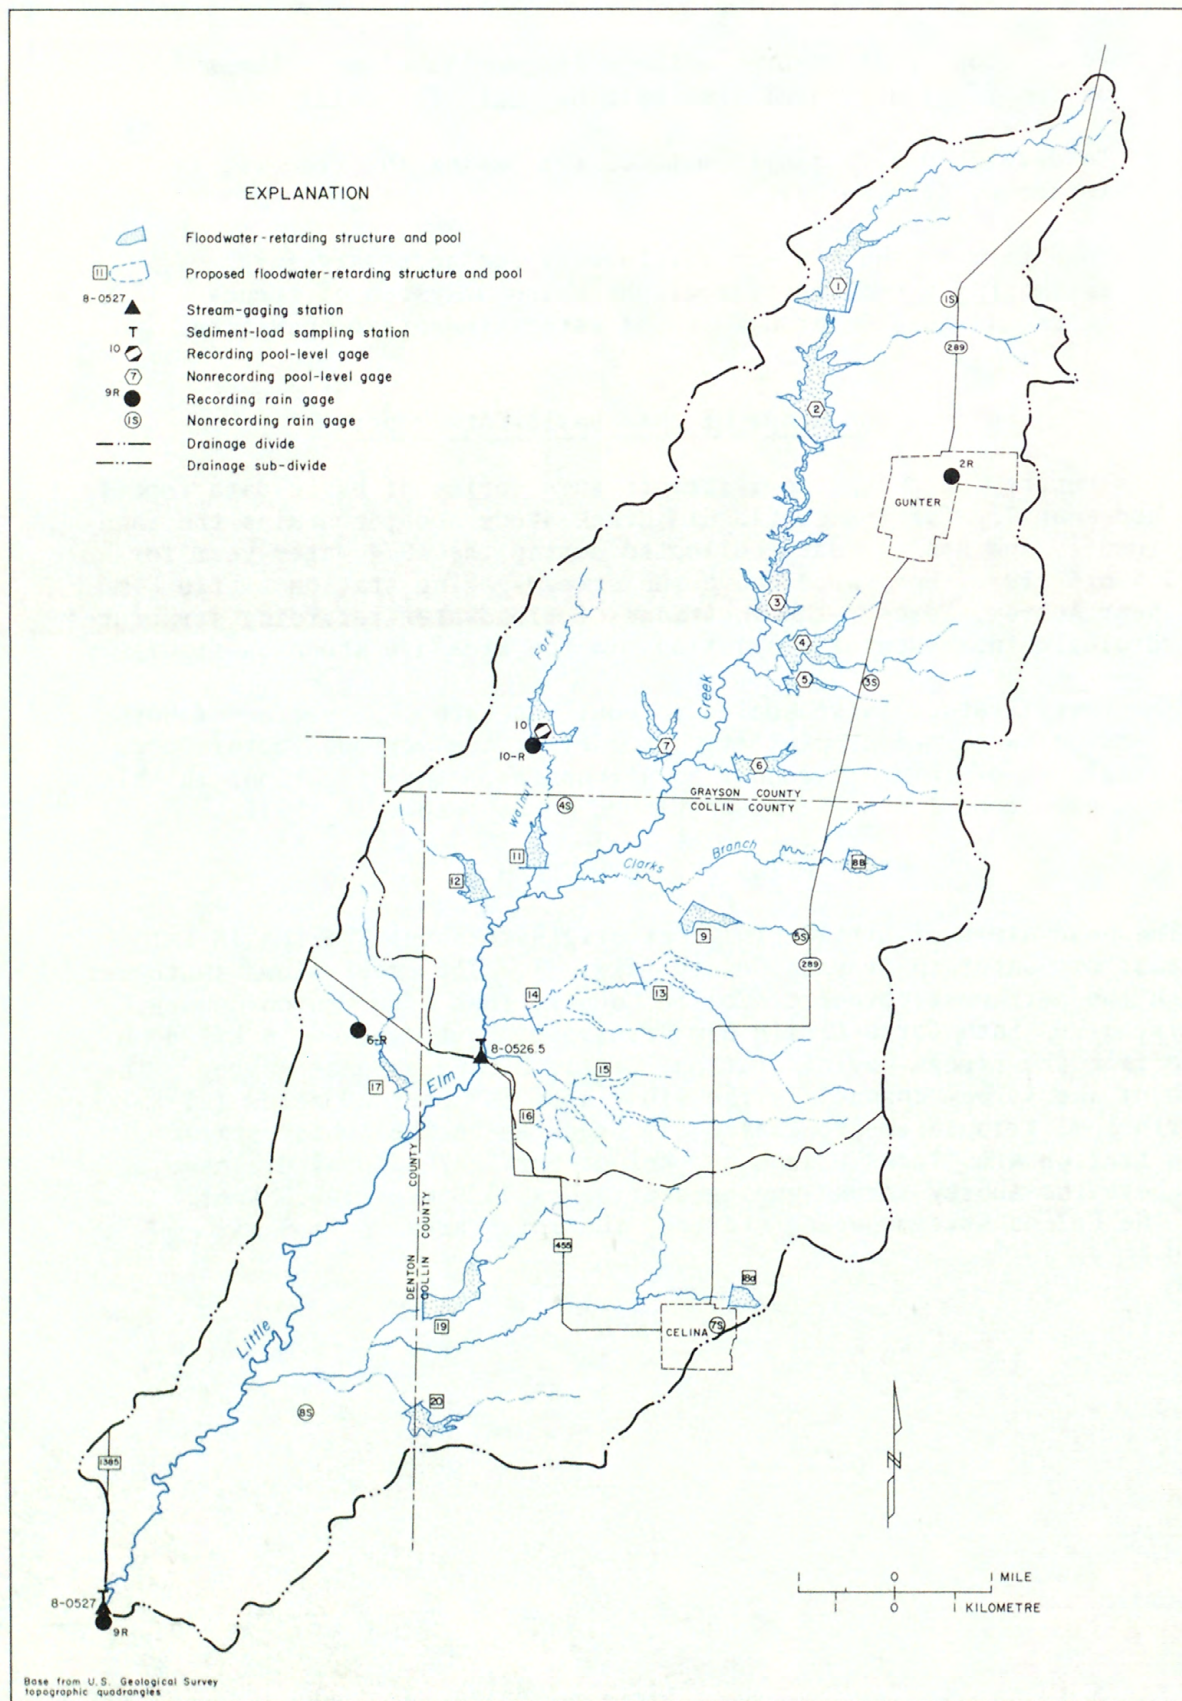 EXPLANATION
Floodwater-retarding structure and pool
11 Proposed floodwater-retarding structure and pool
8-0527 Stream-gaging station
T Sediment-load sampling station
10 Recording pool-level gage
7 Nonrecording pool-level gage
9R Recording rain gage
1S Nonrecording rain gage
Drainage divide
Drainage sub-divide
1
1S
289
2
2R
GUNTER
3
4
5
3S
Fork
Creek
10
10-R
7
6
GRAYSON COUNTY
COLLIN COUNTY
Walnut
4S
11
12
Clarks
Branch
8B
9
5S
289
14
13
6-R
8-0526.5
15
17
Elm
16
DENTON COUNTY
COLLIN COUNTY
455
18a
19
CELINA
7S
Little
20
8S
1385
N
1 0 1 MILE
1 0 1 KILOMETRE
8-0527
9R
Base from U.S. Geological Survey
topographic quadrangles